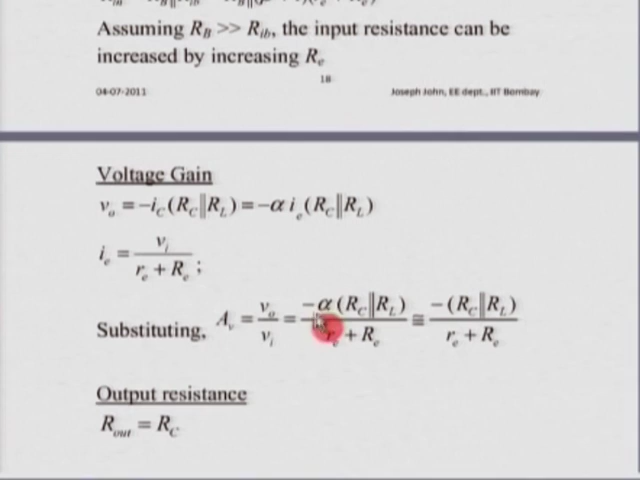 Assuming R_B >> R_ib, the input resistance can be
increased by increasing R_e
18
04-07-2011 Joseph John, EE dept., IIT Bombay
Voltage Gain
v_o = -i_C (R_C‖R_L) = -α i_e (R_C‖R_L)
i_e = v_i / (r_e + R_e) ;
Substituting, A_v = v_o / v_i = -α (R_C‖R_L) / (r_e + R_e) ≅ -(R_C‖R_L) / (r_e + R_e)
Output resistance
R_out = R_C